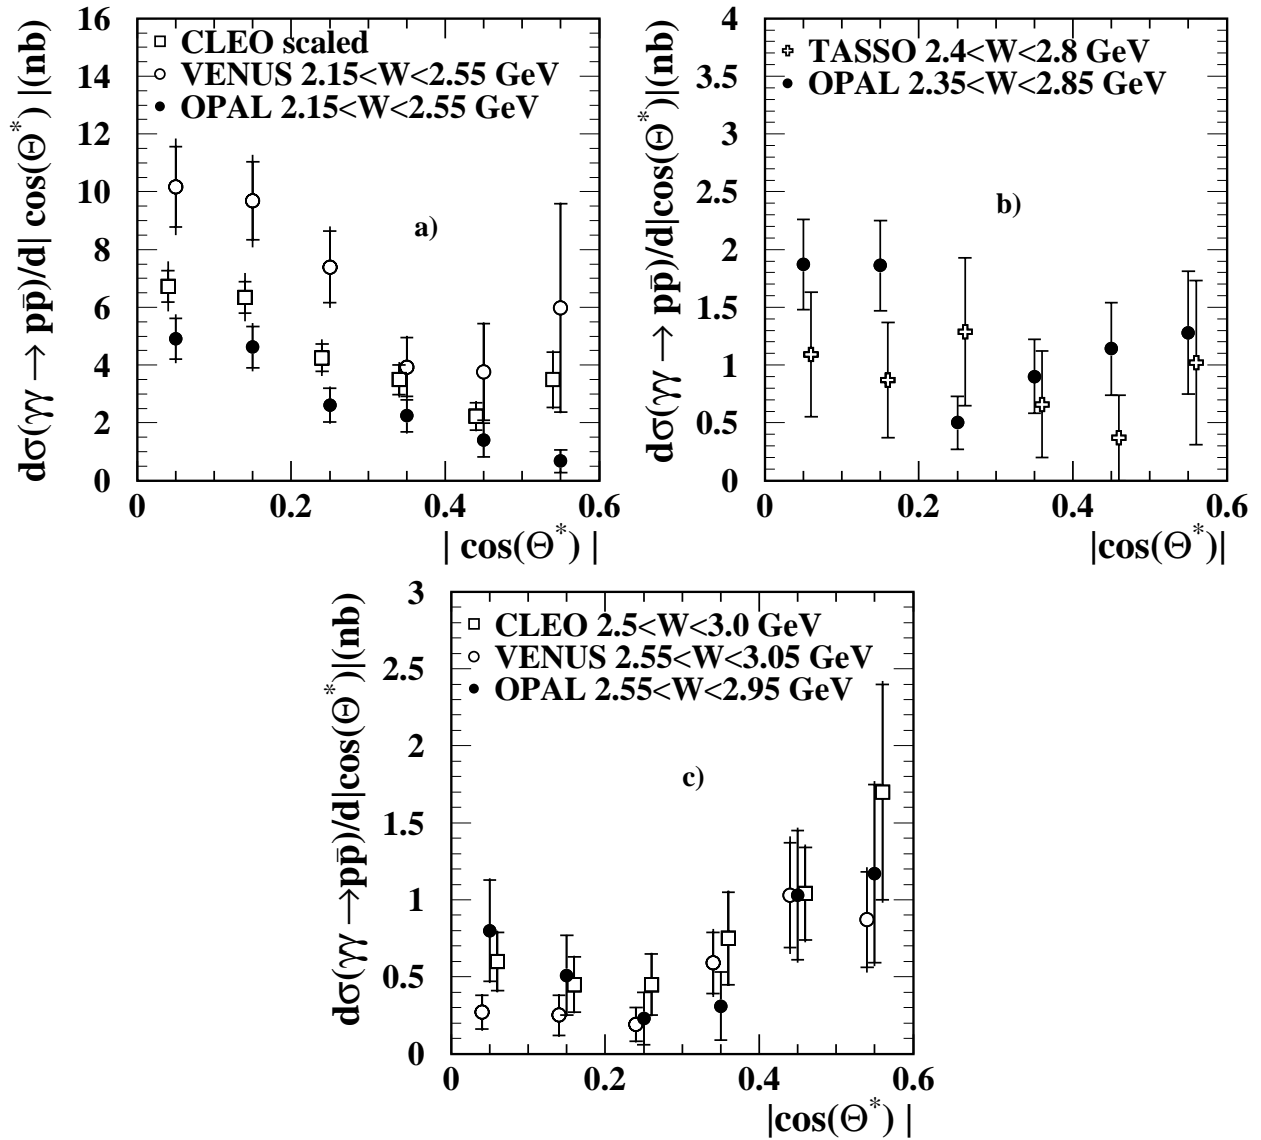 dσ(γγ → pp̄)/d| cos(Θ*) |(nb)
16
14
12
10
8
6
4
2
0
CLEO scaled
VENUS 2.15<W<2.55 GeV
OPAL 2.15<W<2.55 GeV
a)
0 0.2 0.4 0.6
| cos(Θ*) |
dσ(γγ → pp̄)/d|cos(Θ*)|(nb)
4
3.5
3
2.5
2
1.5
1
0.5
0
TASSO 2.4<W<2.8 GeV
OPAL 2.35<W<2.85 GeV
b)
0 0.2 0.4 0.6
|cos(Θ*)|
dσ(γγ →pp̄)/d|cos(Θ*)|(nb)
3
2.5
2
1.5
1
0.5
0
CLEO 2.5<W<3.0 GeV
VENUS 2.55<W<3.05 GeV
OPAL 2.55<W<2.95 GeV
c)
0 0.2 0.4 0.6
|cos(Θ*) |